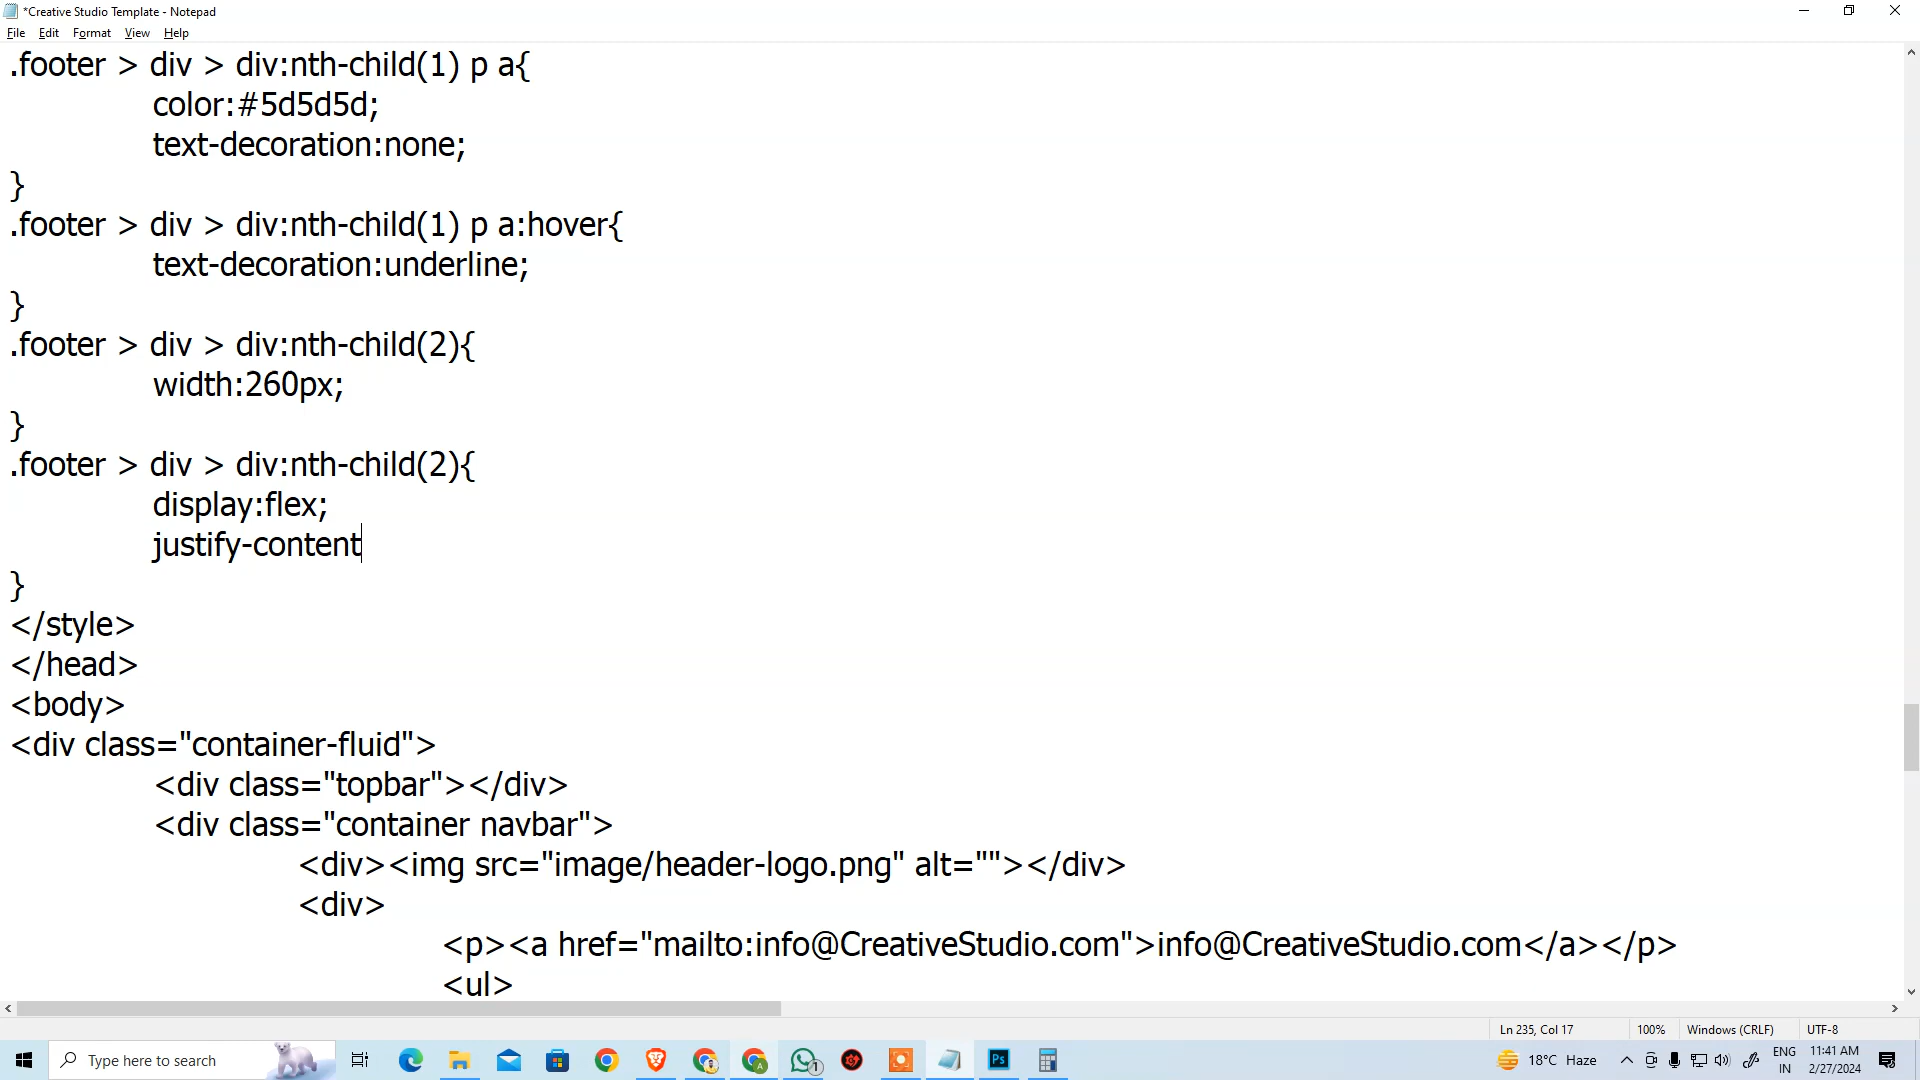 *Creative Studio Template - Notepad
File Edit Format View Help
.footer > div > div:nth-child(1) p a{
color:#5d5d5d;
text-decoration:none;
}
.footer > div > div:nth-child(1) p a:hover{
text-decoration:underline;
}
.footer > div > div:nth-child(2){
width:260px;
}
.footer > div > div:nth-child(2){
display:flex;
justify-content
}
</style>
</head>
<body>
<div class="container-fluid">
<div class="topbar"></div>
<div class="container navbar">
<div><img src="image/header-logo.png" alt=""></div>
<div>
<p><a href="mailto:info@CreativeStudio.com">info@CreativeStudio.com</a></p>
<ul>
Ln 235, Col 17 100% Windows (CRLF) UTF-8
Type here to search
1
A
Ps
18°C Haze
ENG
IN
11:41 AM
2/27/2024